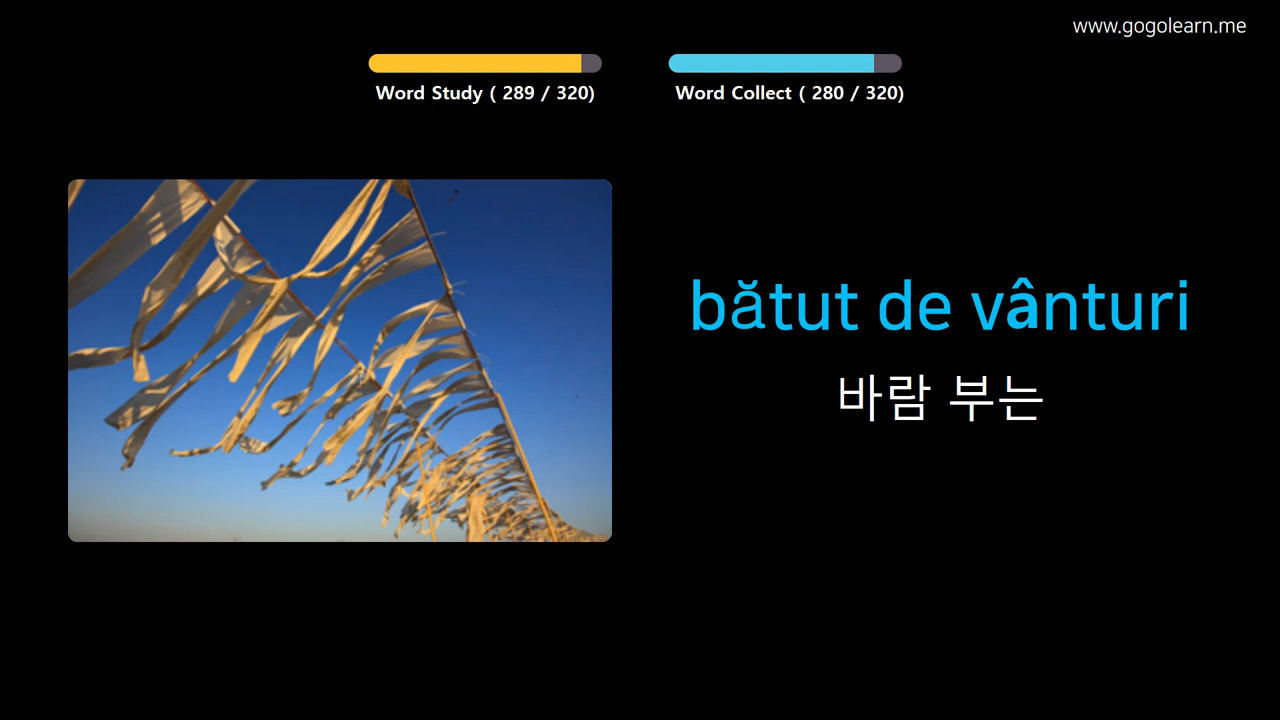 www.gogolearn.me
Word Study ( 289 / 320)
Word Collect ( 280 / 320)
bătut de vânturi
바람 부는